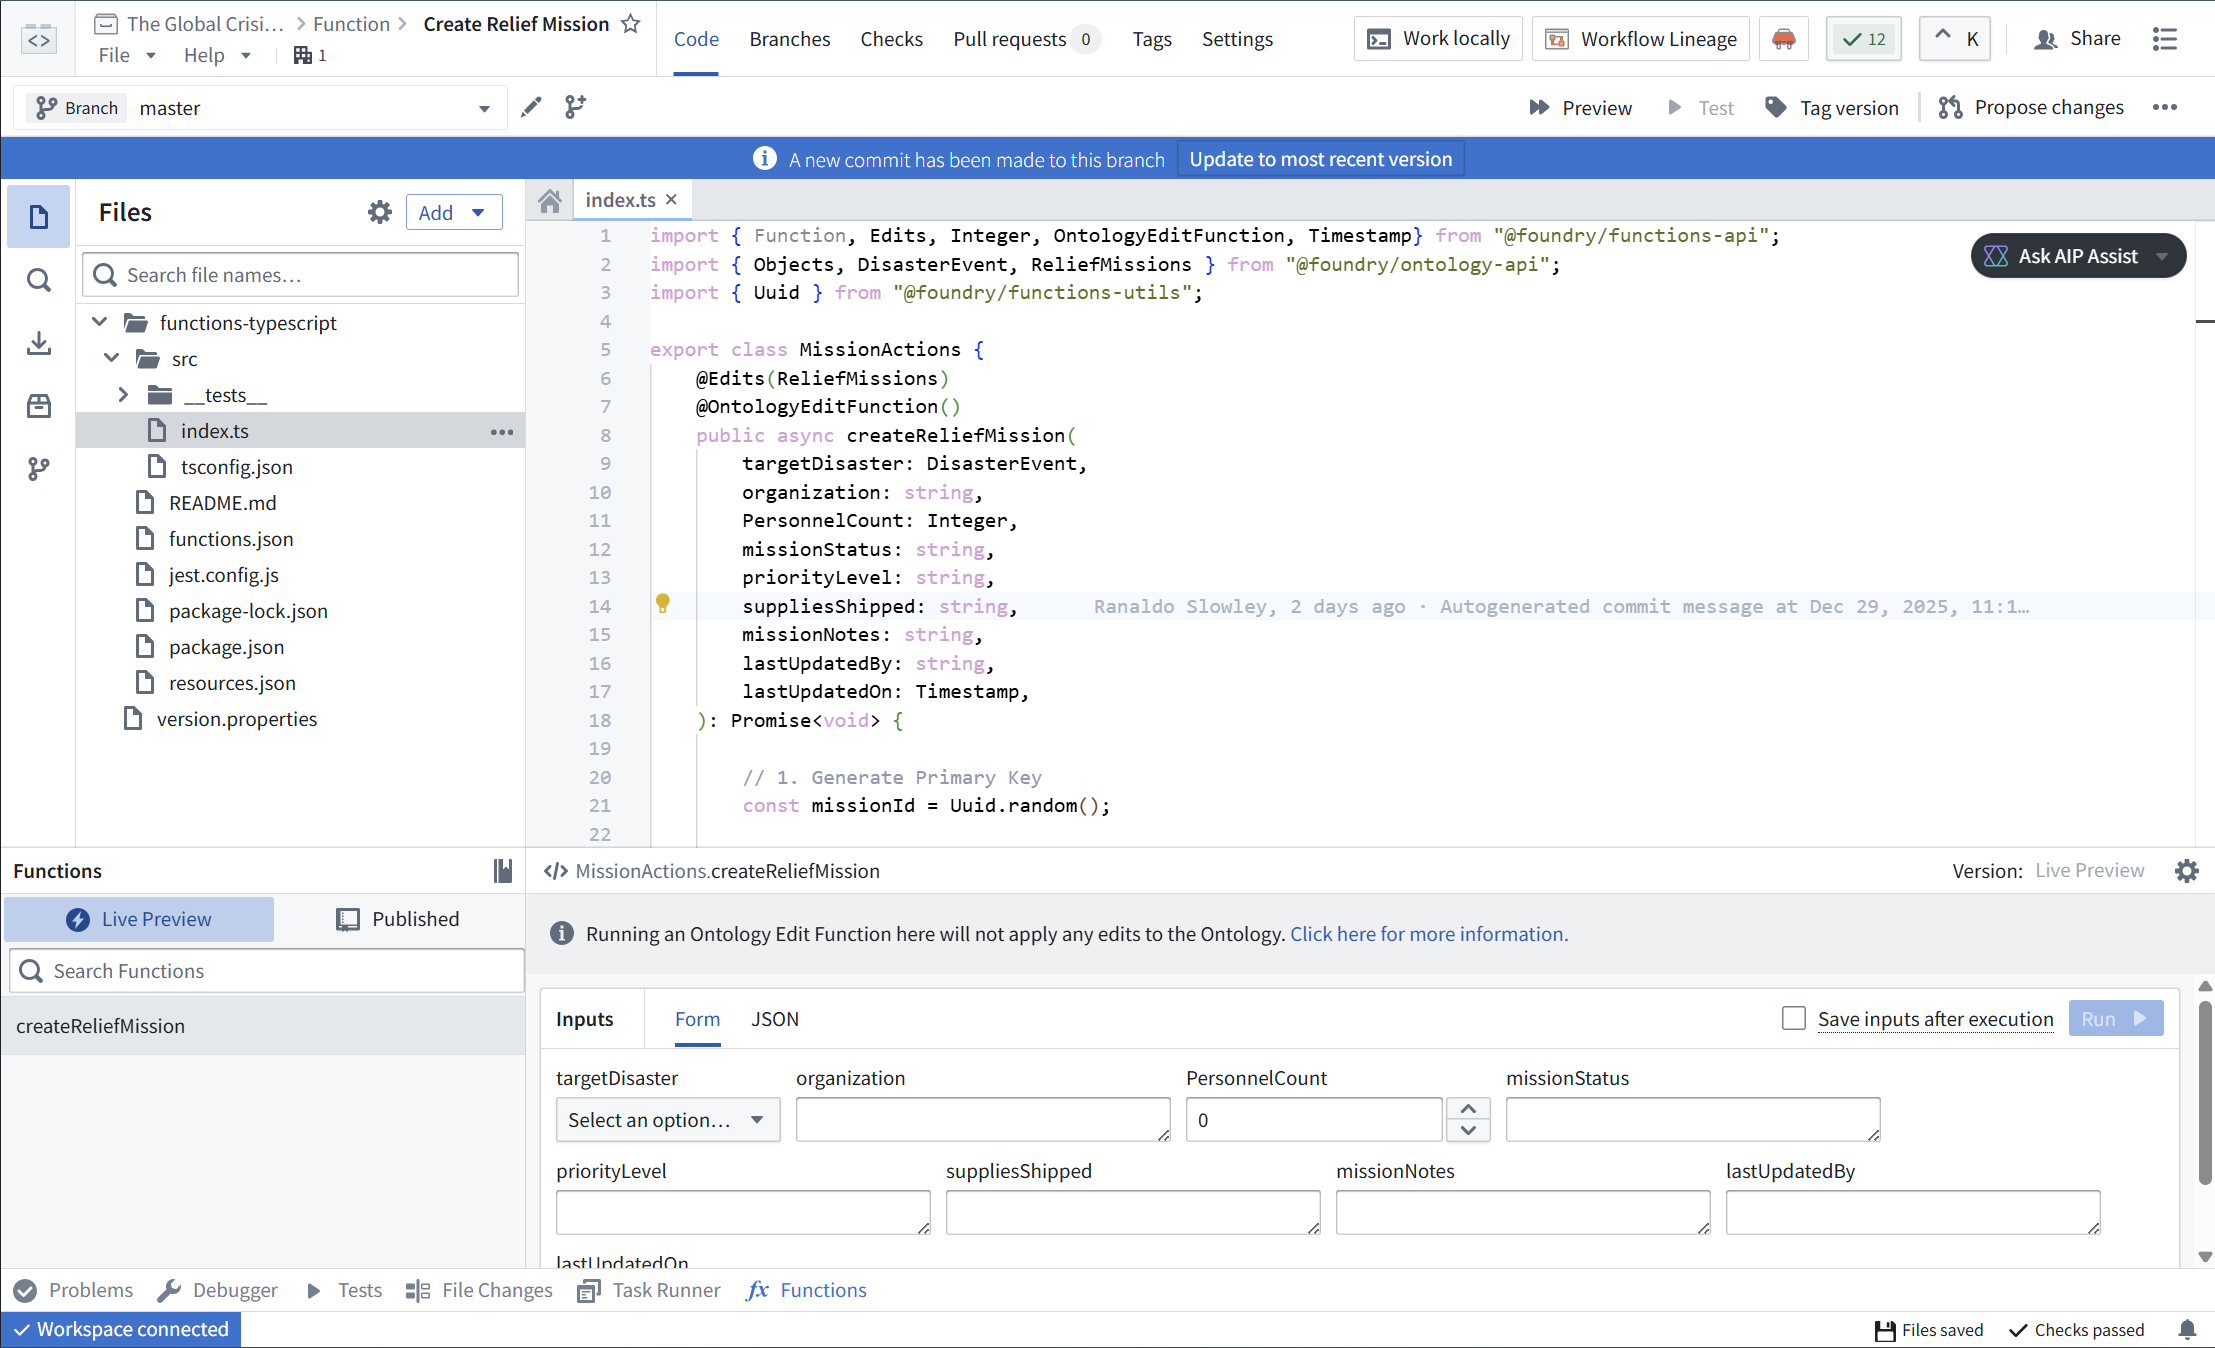 The Global Crisi... > Function > Create Relief Mission
File Help 1
Code Branches Checks Pull requests 0 Tags Settings
Work locally Workflow Lineage 12 ^ K Share
Branch master
Preview Test Tag version Propose changes
A new commit has been made to this branch Update to most recent version
Files Add
Search file names...
functions-typescript
src
__tests__
index.ts
tsconfig.json
README.md
functions.json
jest.config.js
package-lock.json
package.json
resources.json
version.properties
index.ts
Ask AIP Assist
1 import { Function, Edits, Integer, OntologyEditFunction, Timestamp} from "@foundry/functions-api";
2 import { Objects, DisasterEvent, ReliefMissions } from "@foundry/ontology-api";
3 import { Uuid } from "@foundry/functions-utils";
4
5 export class MissionActions {
6 @Edits(ReliefMissions)
7 @OntologyEditFunction()
8 public async createReliefMission(
9 targetDisaster: DisasterEvent,
10 organization: string,
11 PersonnelCount: Integer,
12 missionStatus: string,
13 priorityLevel: string,
14 suppliesShipped: string, Ranaldo Slowley, 2 days ago · Autogenerated commit message at Dec 29, 2025, 11:1…
15 missionNotes: string,
16 lastUpdatedBy: string,
17 lastUpdatedOn: Timestamp,
18 ): Promise<void> {
19
20 // 1. Generate Primary Key
21 const missionId = Uuid.random();
22
Functions
Live Preview Published
Search Functions
createReliefMission
</> MissionActions.createReliefMission
Version: Live Preview
Running an Ontology Edit Function here will not apply any edits to the Ontology. Click here for more information.
Inputs Form JSON Save inputs after execution Run
targetDisaster organization PersonnelCount missionStatus
Select an option... 0
priorityLevel suppliesShipped missionNotes lastUpdatedBy
lastUpdatedOn
Problems Debugger Tests File Changes Task Runner fx Functions
Workspace connected Files saved Checks passed